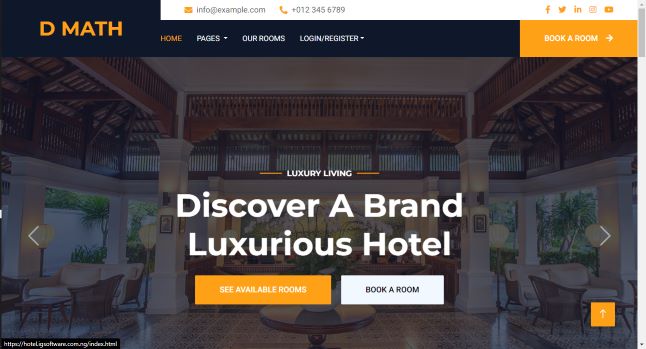 info@example.com +012 345 6789
D MATH
HOME PAGES OUR ROOMS LOGIN/REGISTER BOOK A ROOM
LUXURY LIVING
Discover A Brand
Luxurious Hotel
SEE AVAILABLE ROOMS BOOK A ROOM
https://hotel.igsoftware.com.ng/index.html